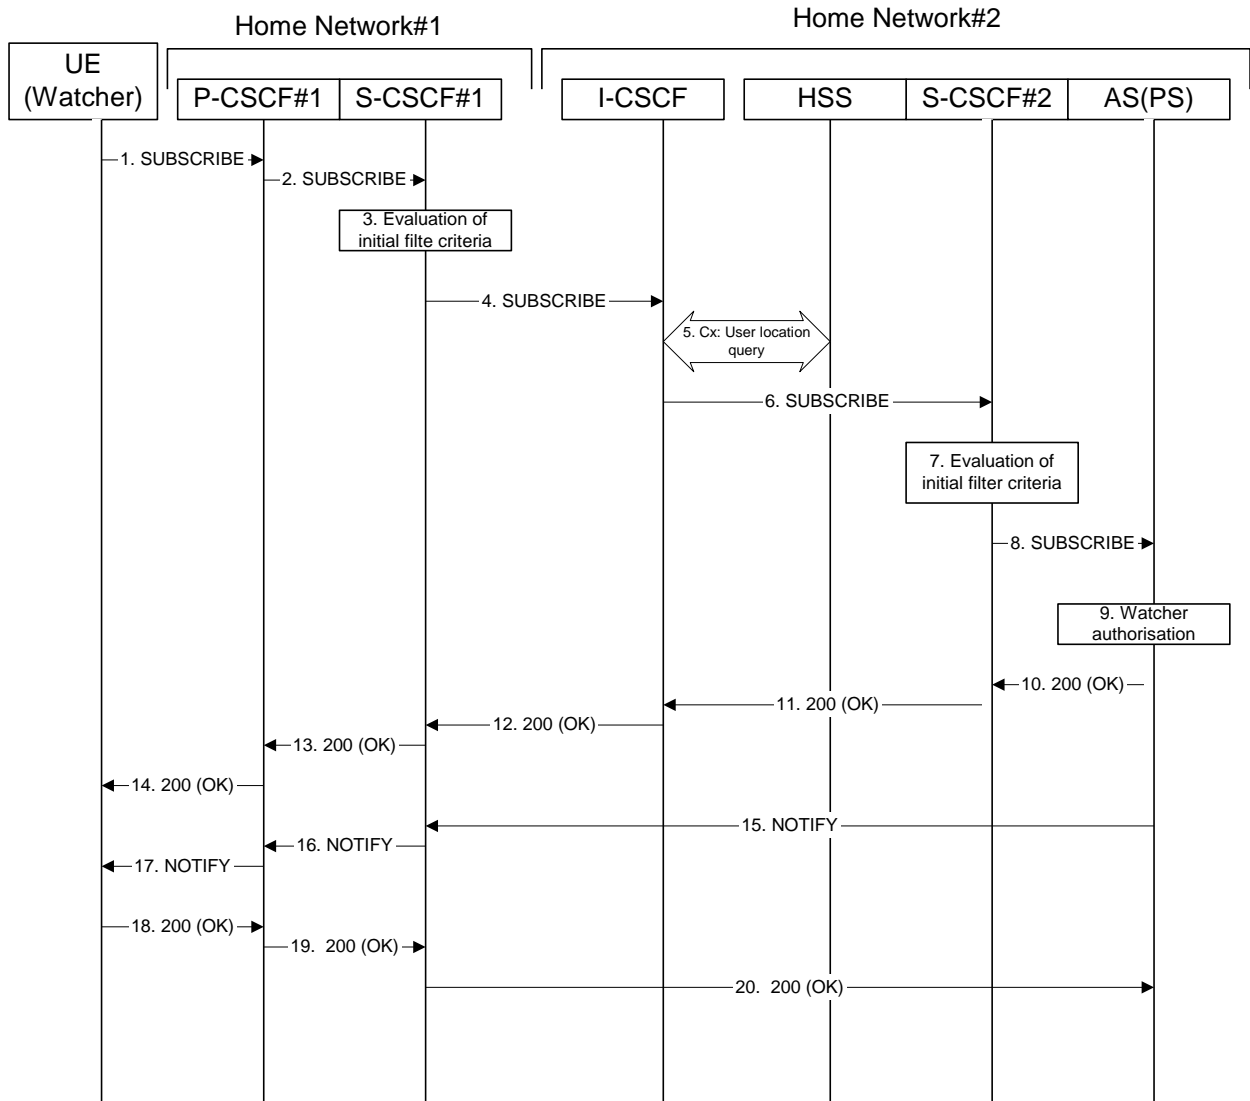 Home Network#1
Home Network#2
UE
(Watcher)
P-CSCF#1
S-CSCF#1
I-CSCF
HSS
S-CSCF#2
AS(PS)
1. SUBSCRIBE
2. SUBSCRIBE
3. Evaluation of
initial filte criteria
4. SUBSCRIBE
5. Cx: User location
query
6. SUBSCRIBE
7. Evaluation of
initial filter criteria
8. SUBSCRIBE
9. Watcher
authorisation
10. 200 (OK)
11. 200 (OK)
12. 200 (OK)
13. 200 (OK)
14. 200 (OK)
15. NOTIFY
16. NOTIFY
17. NOTIFY
18. 200 (OK)
19. 200 (OK)
20. 200 (OK)